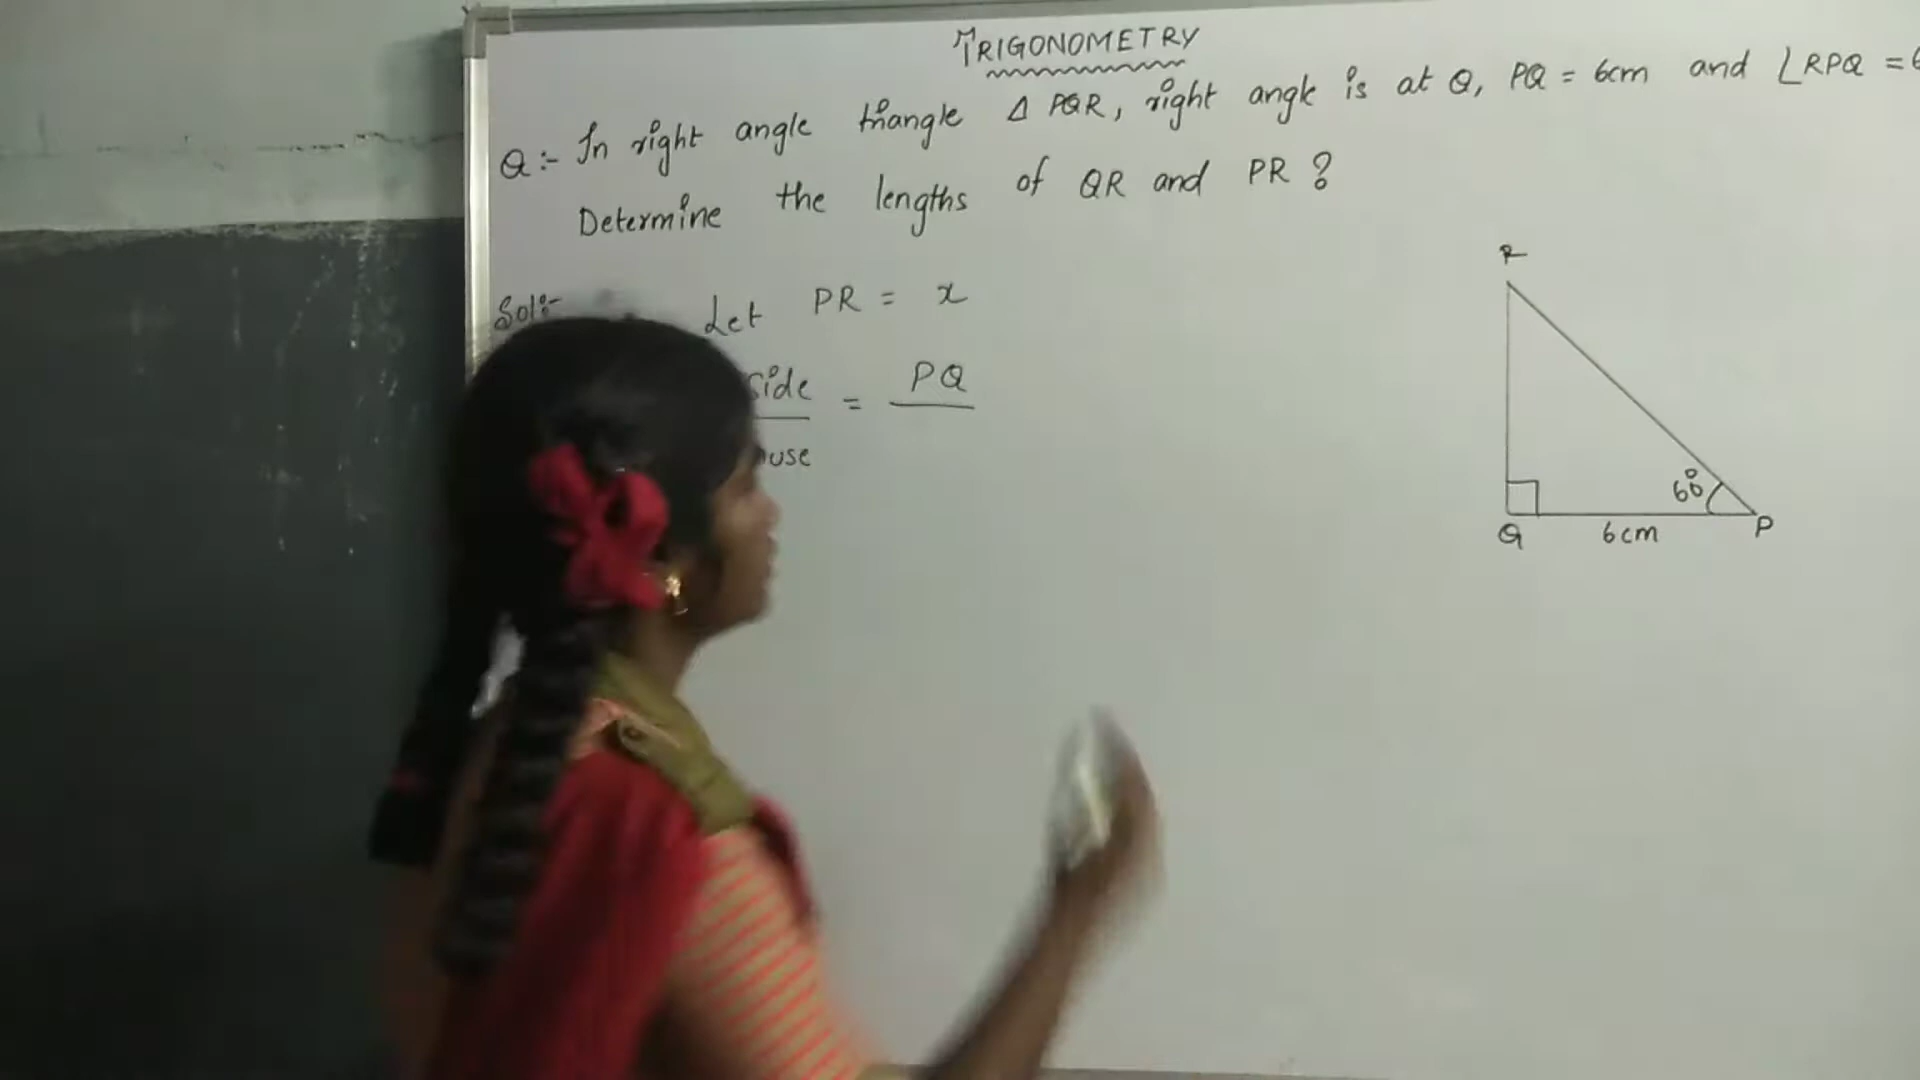 TRIGONOMETRY
Q:- In right angle triangle Δ PQR, right angle is at Q, PQ = 6cm and ∠RPQ = 6
Determine the lengths of QR and PR ?
Sol:- Let PR = x
side = PQ
R
60°
Q 6cm P